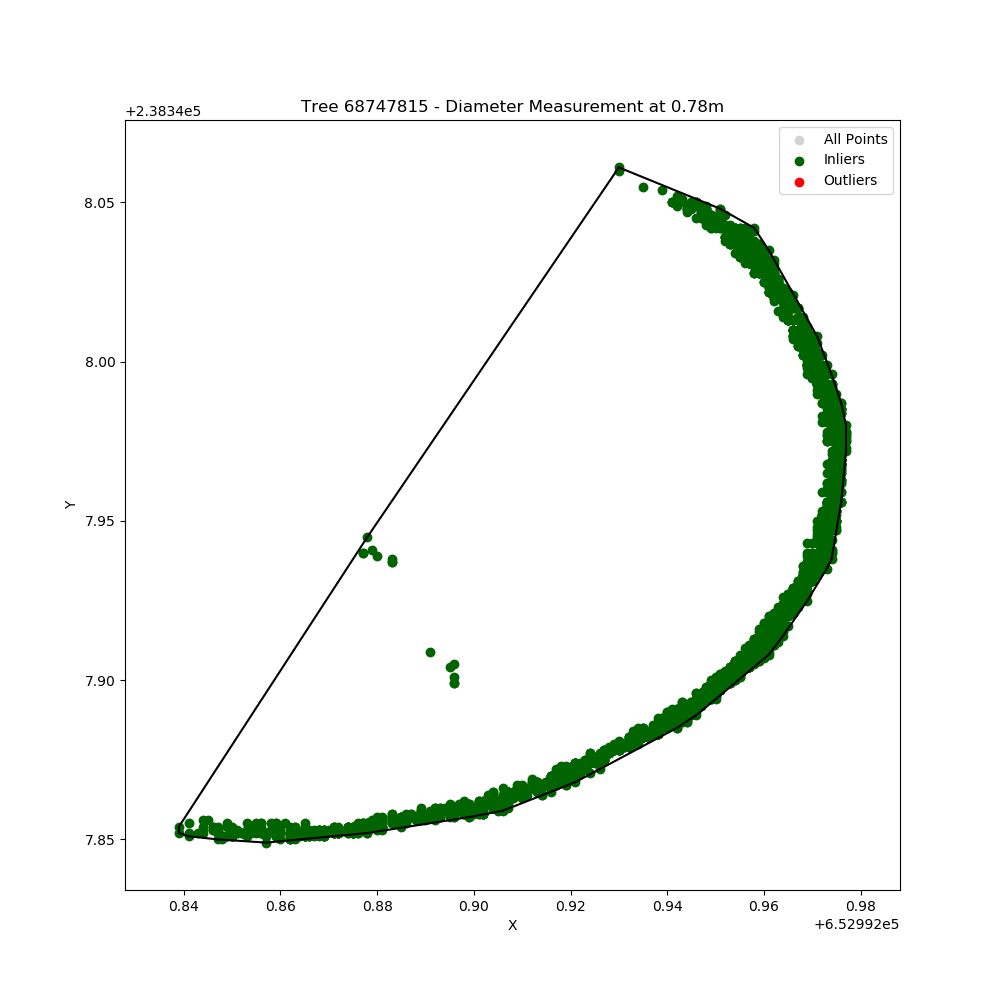 Tree 68747815 - Diameter Measurement at 0.78m
+2.3834e5
All Points
Inliers
Outliers
8.05
8.00
7.95
7.90
7.85
Y
0.84 0.86 0.88 0.90 0.92 0.94 0.96 0.98
X
+6.52992e5